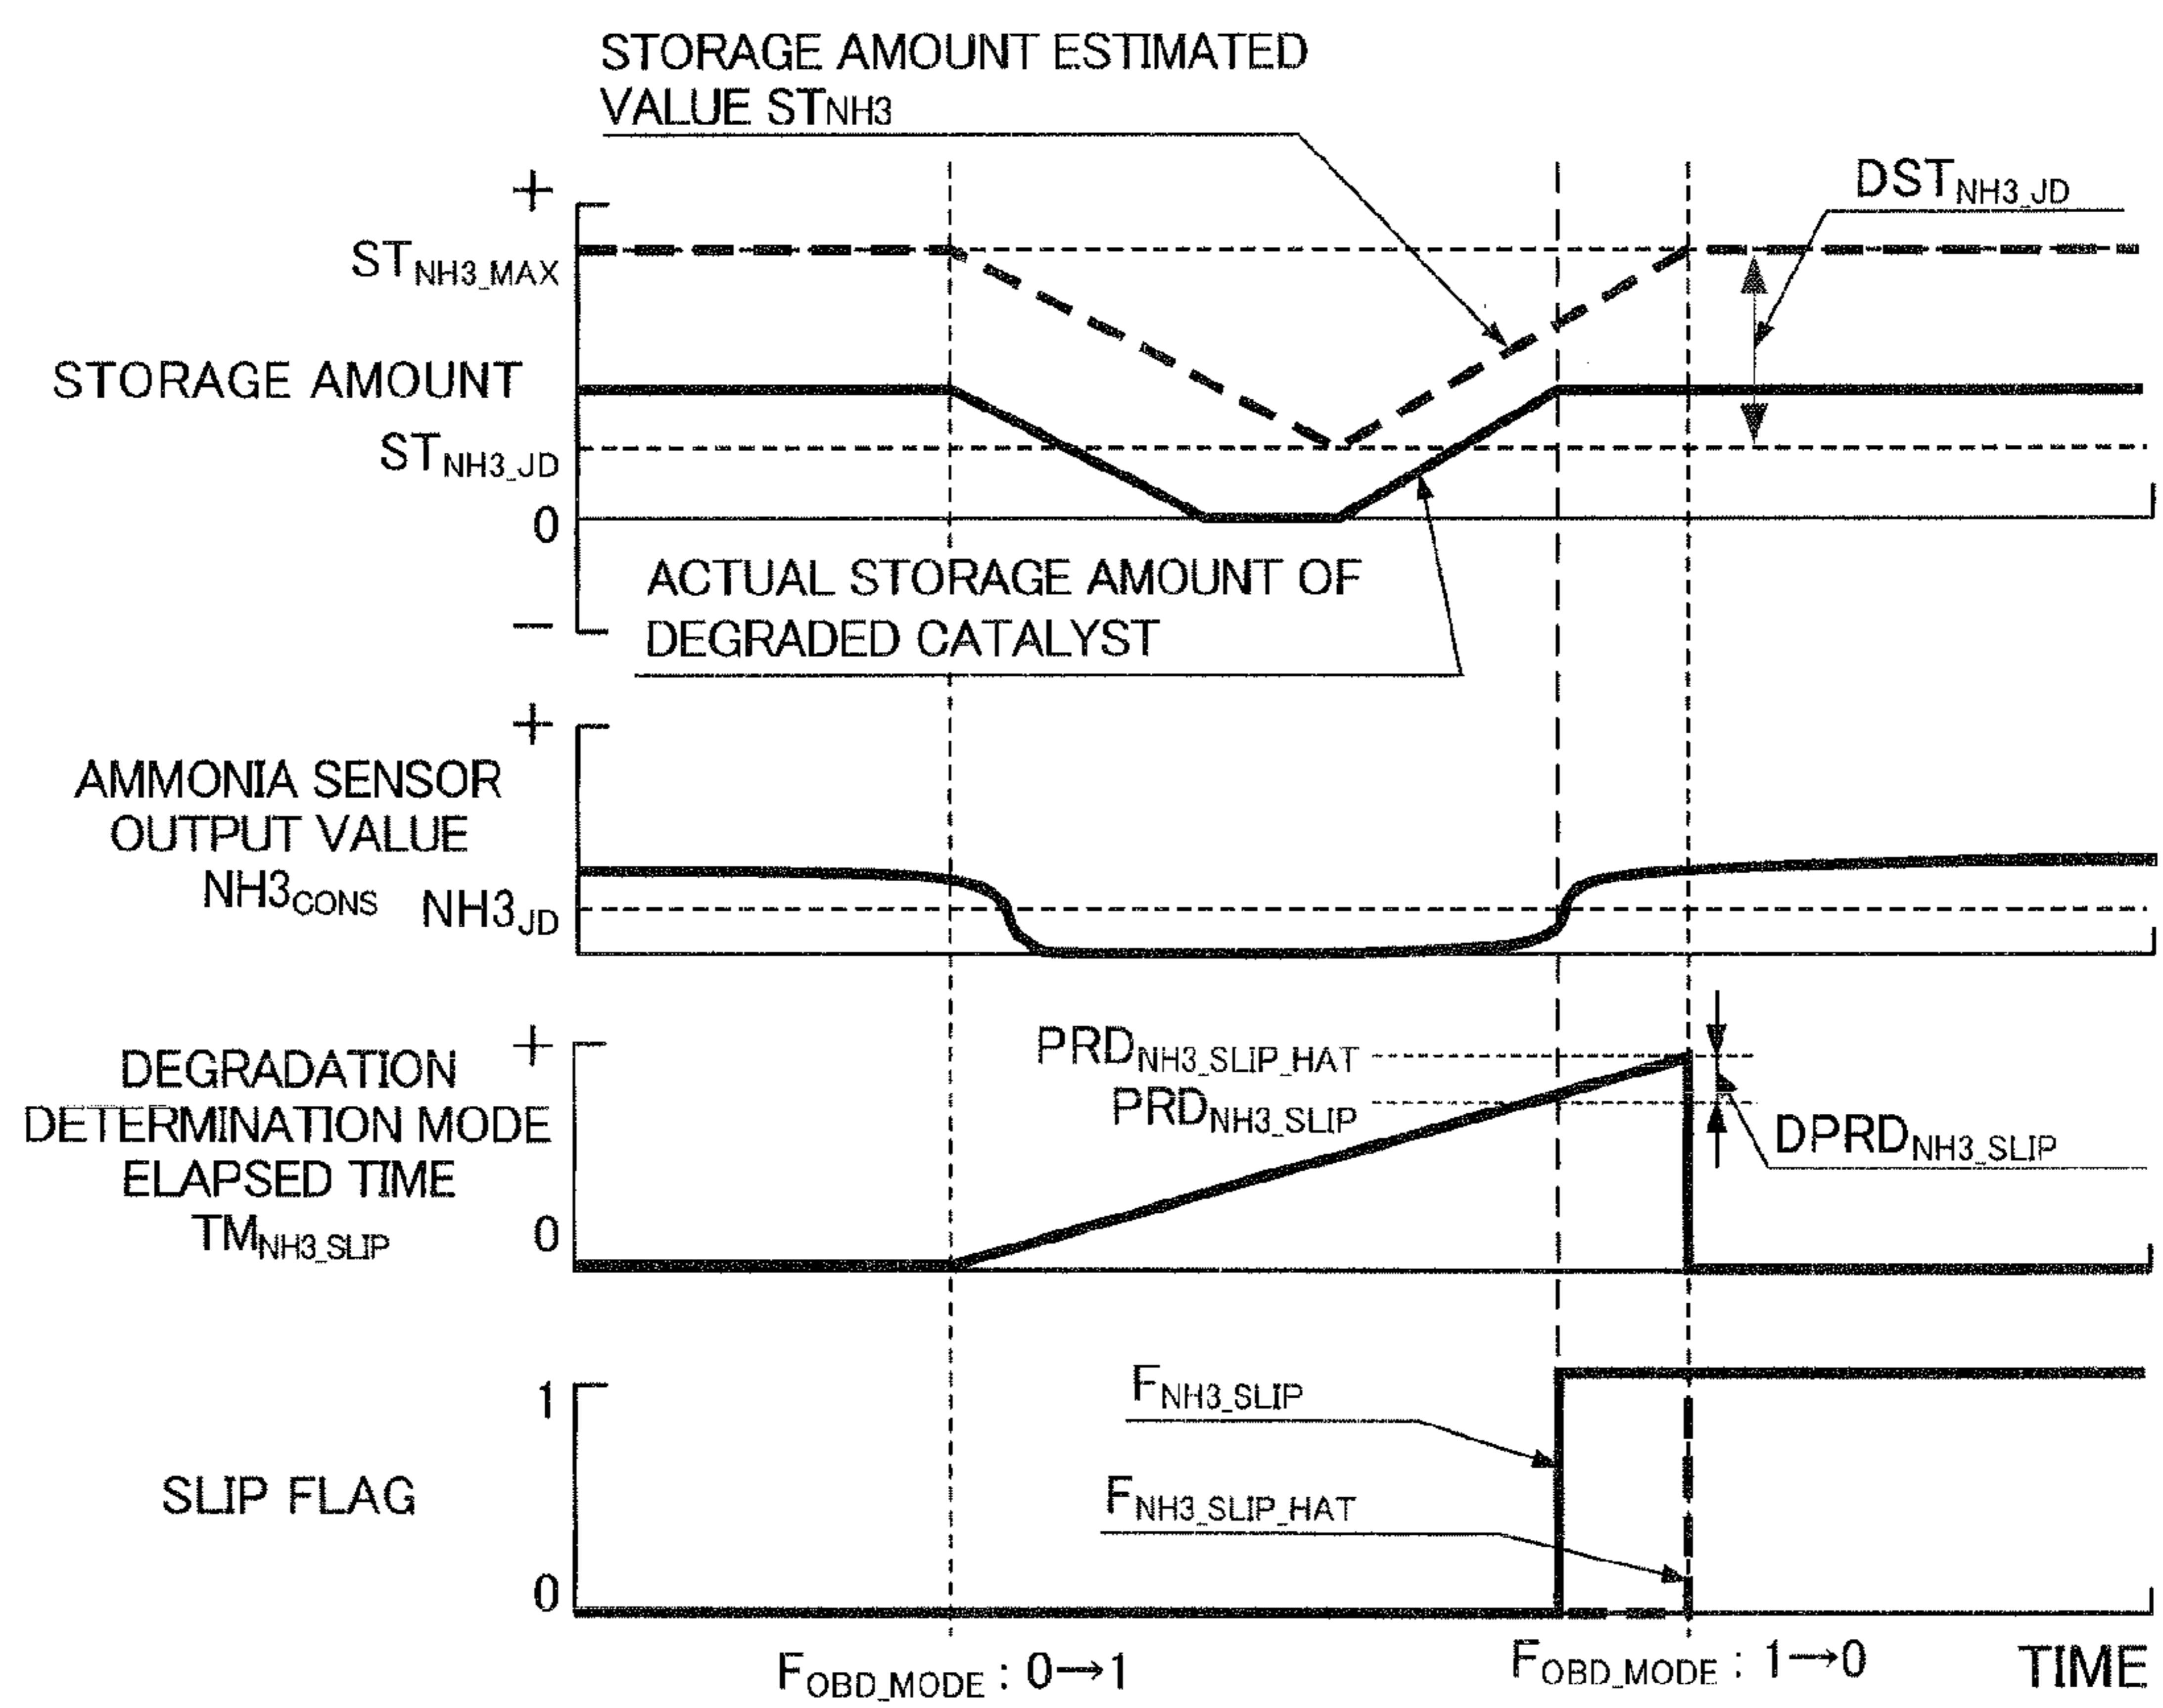 STORAGE AMOUNT ESTIMATED
VALUE STNH3
DSTNH3_JD
+
STNH3_MAX
STORAGE AMOUNT
STNH3_JD
0
ACTUAL STORAGE AMOUNT OF
DEGRADED CATALYST
−
+
AMMONIA SENSOR
OUTPUT VALUE
NH3CONS NH3JD
+
DEGRADATION
DETERMINATION MODE
ELAPSED TIME
TMNH3_SLIP
0
PRDNH3_SLIP_HAT
PRDNH3_SLIP
DPRDNH3_SLIP
1
FNH3_SLIP
SLIP FLAG
FNH3_SLIP_HAT
0
FOBD_MODE : 0→1
FOBD_MODE : 1→0
TIME